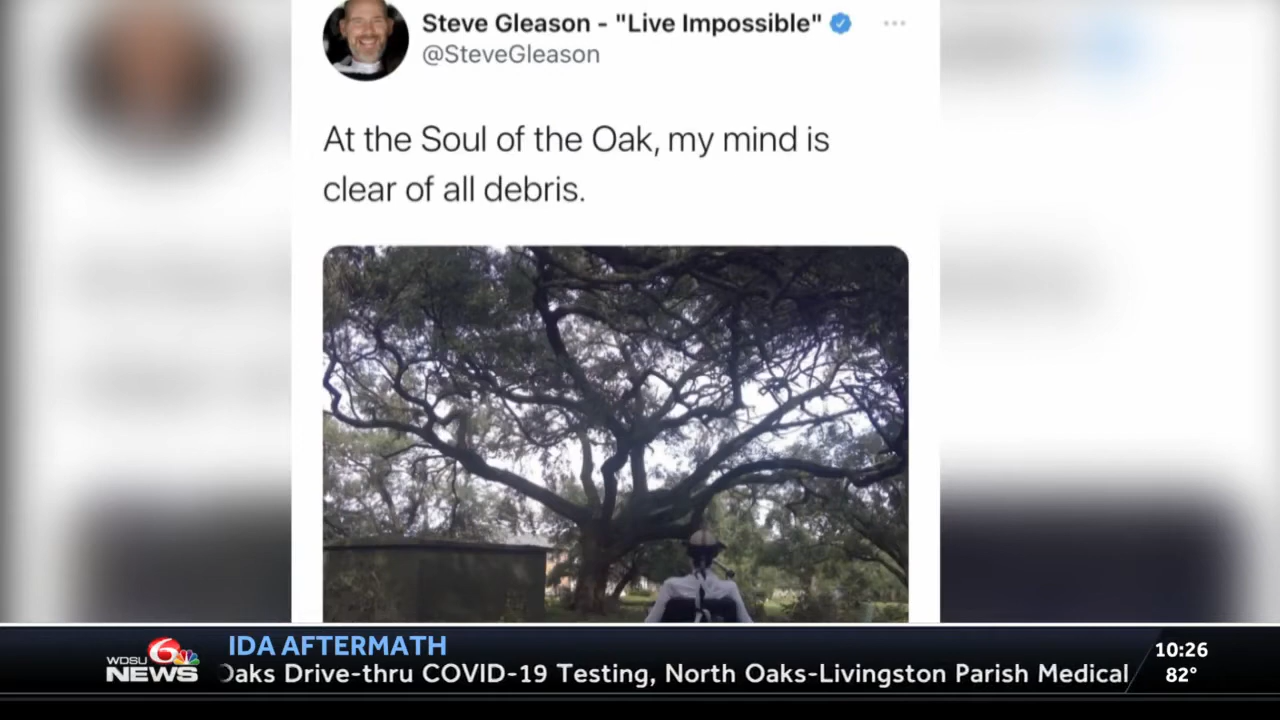 Steve Gleason - "Live Impossible"
@SteveGleason
At the Soul of the Oak, my mind is
clear of all debris.
IDA AFTERMATH
WDSU 6
NEWS
Oaks Drive-thru COVID-19 Testing, North Oaks-Livingston Parish Medical
10:26
82°